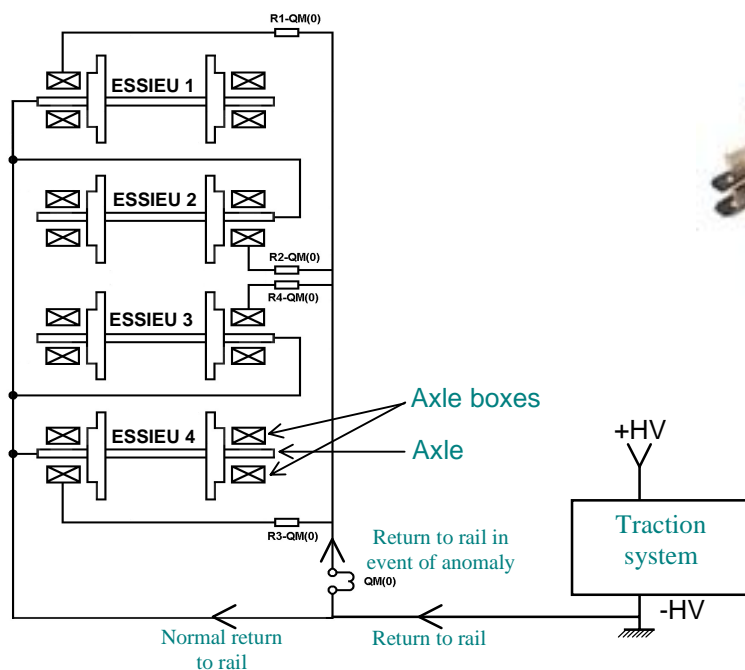 R1-QM(0)
ESSIEU 1
ESSIEU 2
R2-QM(0)
R4-QM(0)
ESSIEU 3
Axle boxes
ESSIEU 4
Axle
+HV
R3-QM(0)
Return to rail in
event of anomaly
Traction
system
QM(0)
-HV
Normal return
to rail
Return to rail